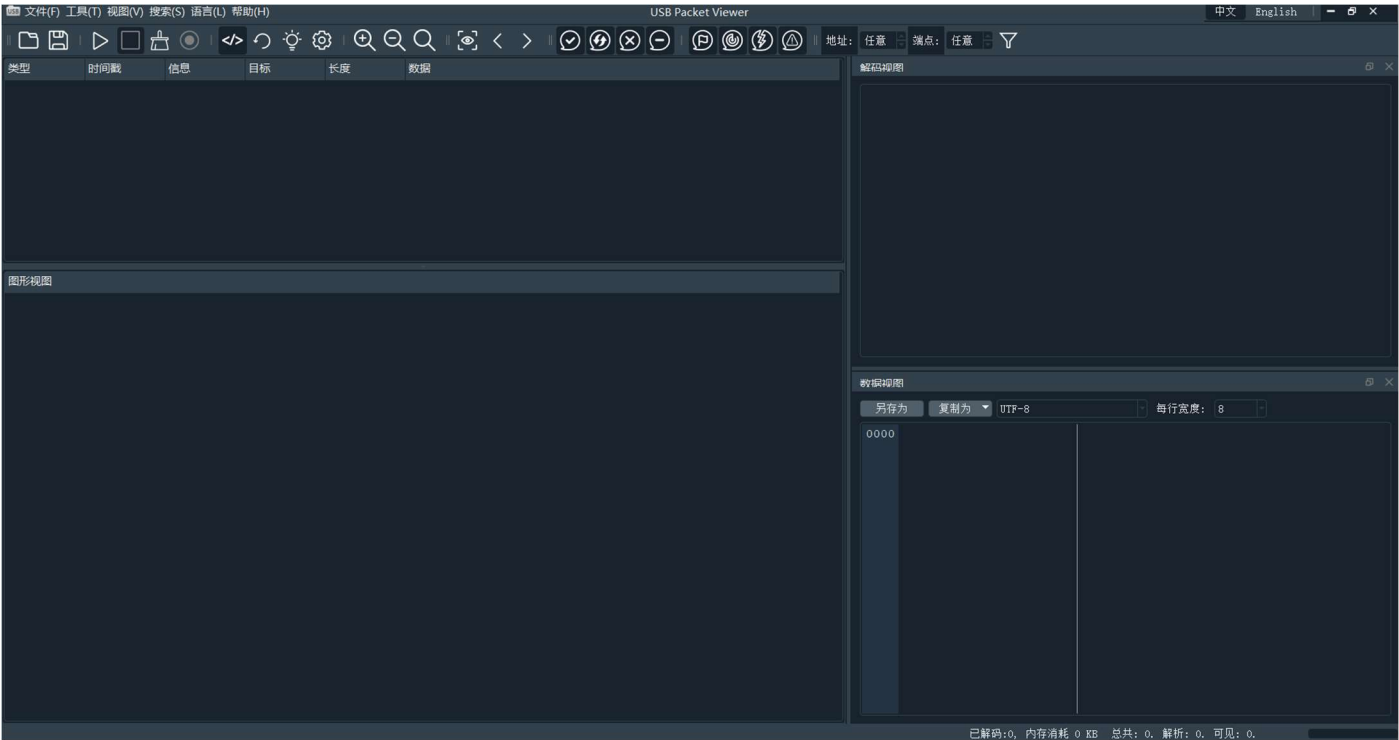 USB 文件(F) 工具(T) 视图(V) 搜索(S) 语言(L) 帮助(H) USB Packet Viewer 中文 English
地址: 任意 端点: 任意
类型 时间戳 信息 目标 长度 数据
解码视图
图形视图
数据视图
另存为 复制为 UTF-8 每行宽度: 8
0000
已解码:0, 内存消耗 0 KB 总共: 0. 解析: 0. 可见: 0.